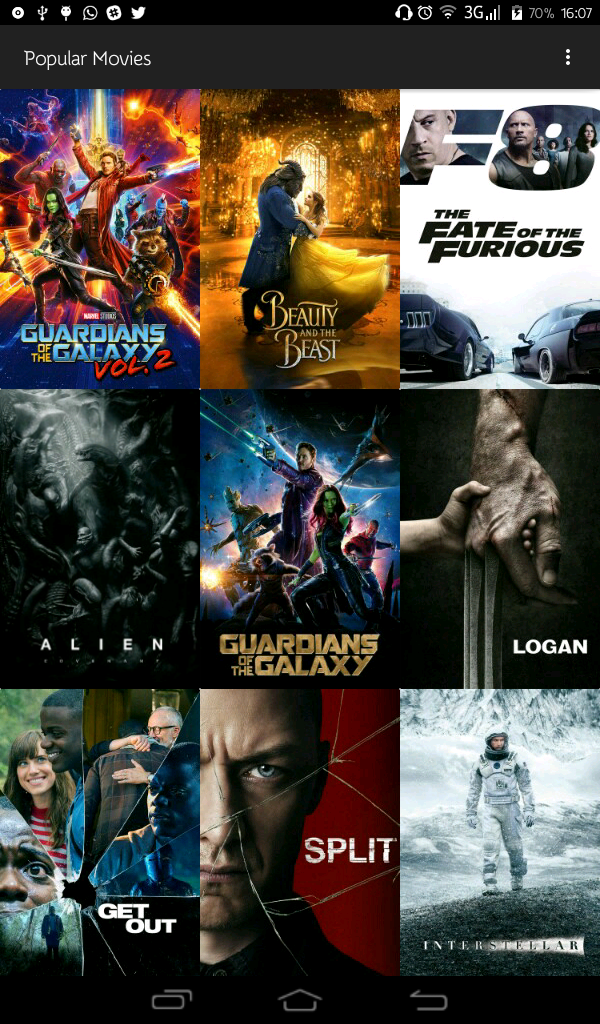 3G 70% 16:07
Popular Movies
MARVEL STUDIOS
GUARDIANS
OF THE GALAXY
VOL. 2
BEAUTY
AND THE
BEAST
F8
THE
FATE OF THE
FURIOUS
ALIEN
COVENANT
GUARDIANS
OF THE GALAXY
LOGAN
GET
OUT
SPLIT
INTERSTELLAR